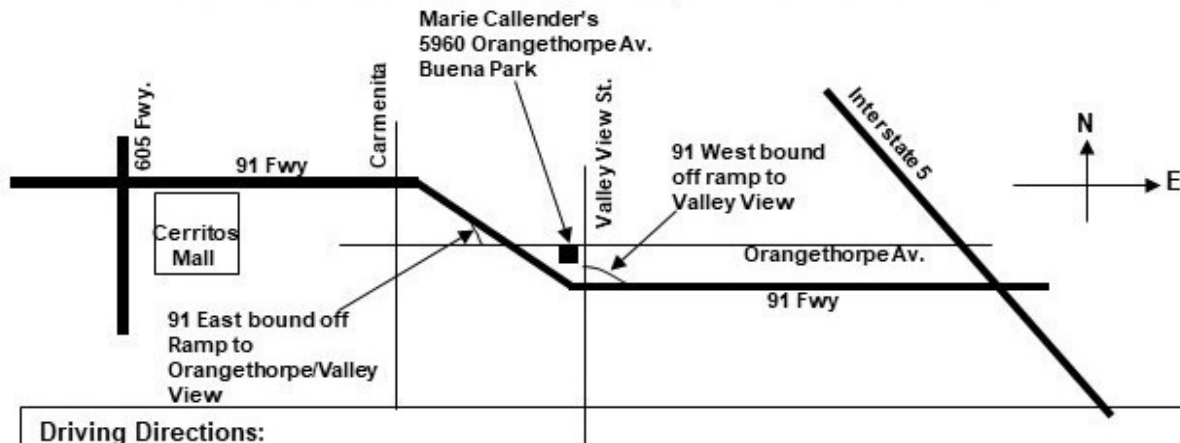 Marie Callender's
5960 Orangethorpe Av.
Buena Park
605 Fwy.
Carmenita
Valley View St.
Interstate 5
N
E
91 Fwy
91 West bound
off ramp to
Valley View
Cerritos
Mall
Orangethorpe Av.
91 Fwy
91 East bound off
Ramp to
Orangethorpe/Valley
View
Driving Directions: